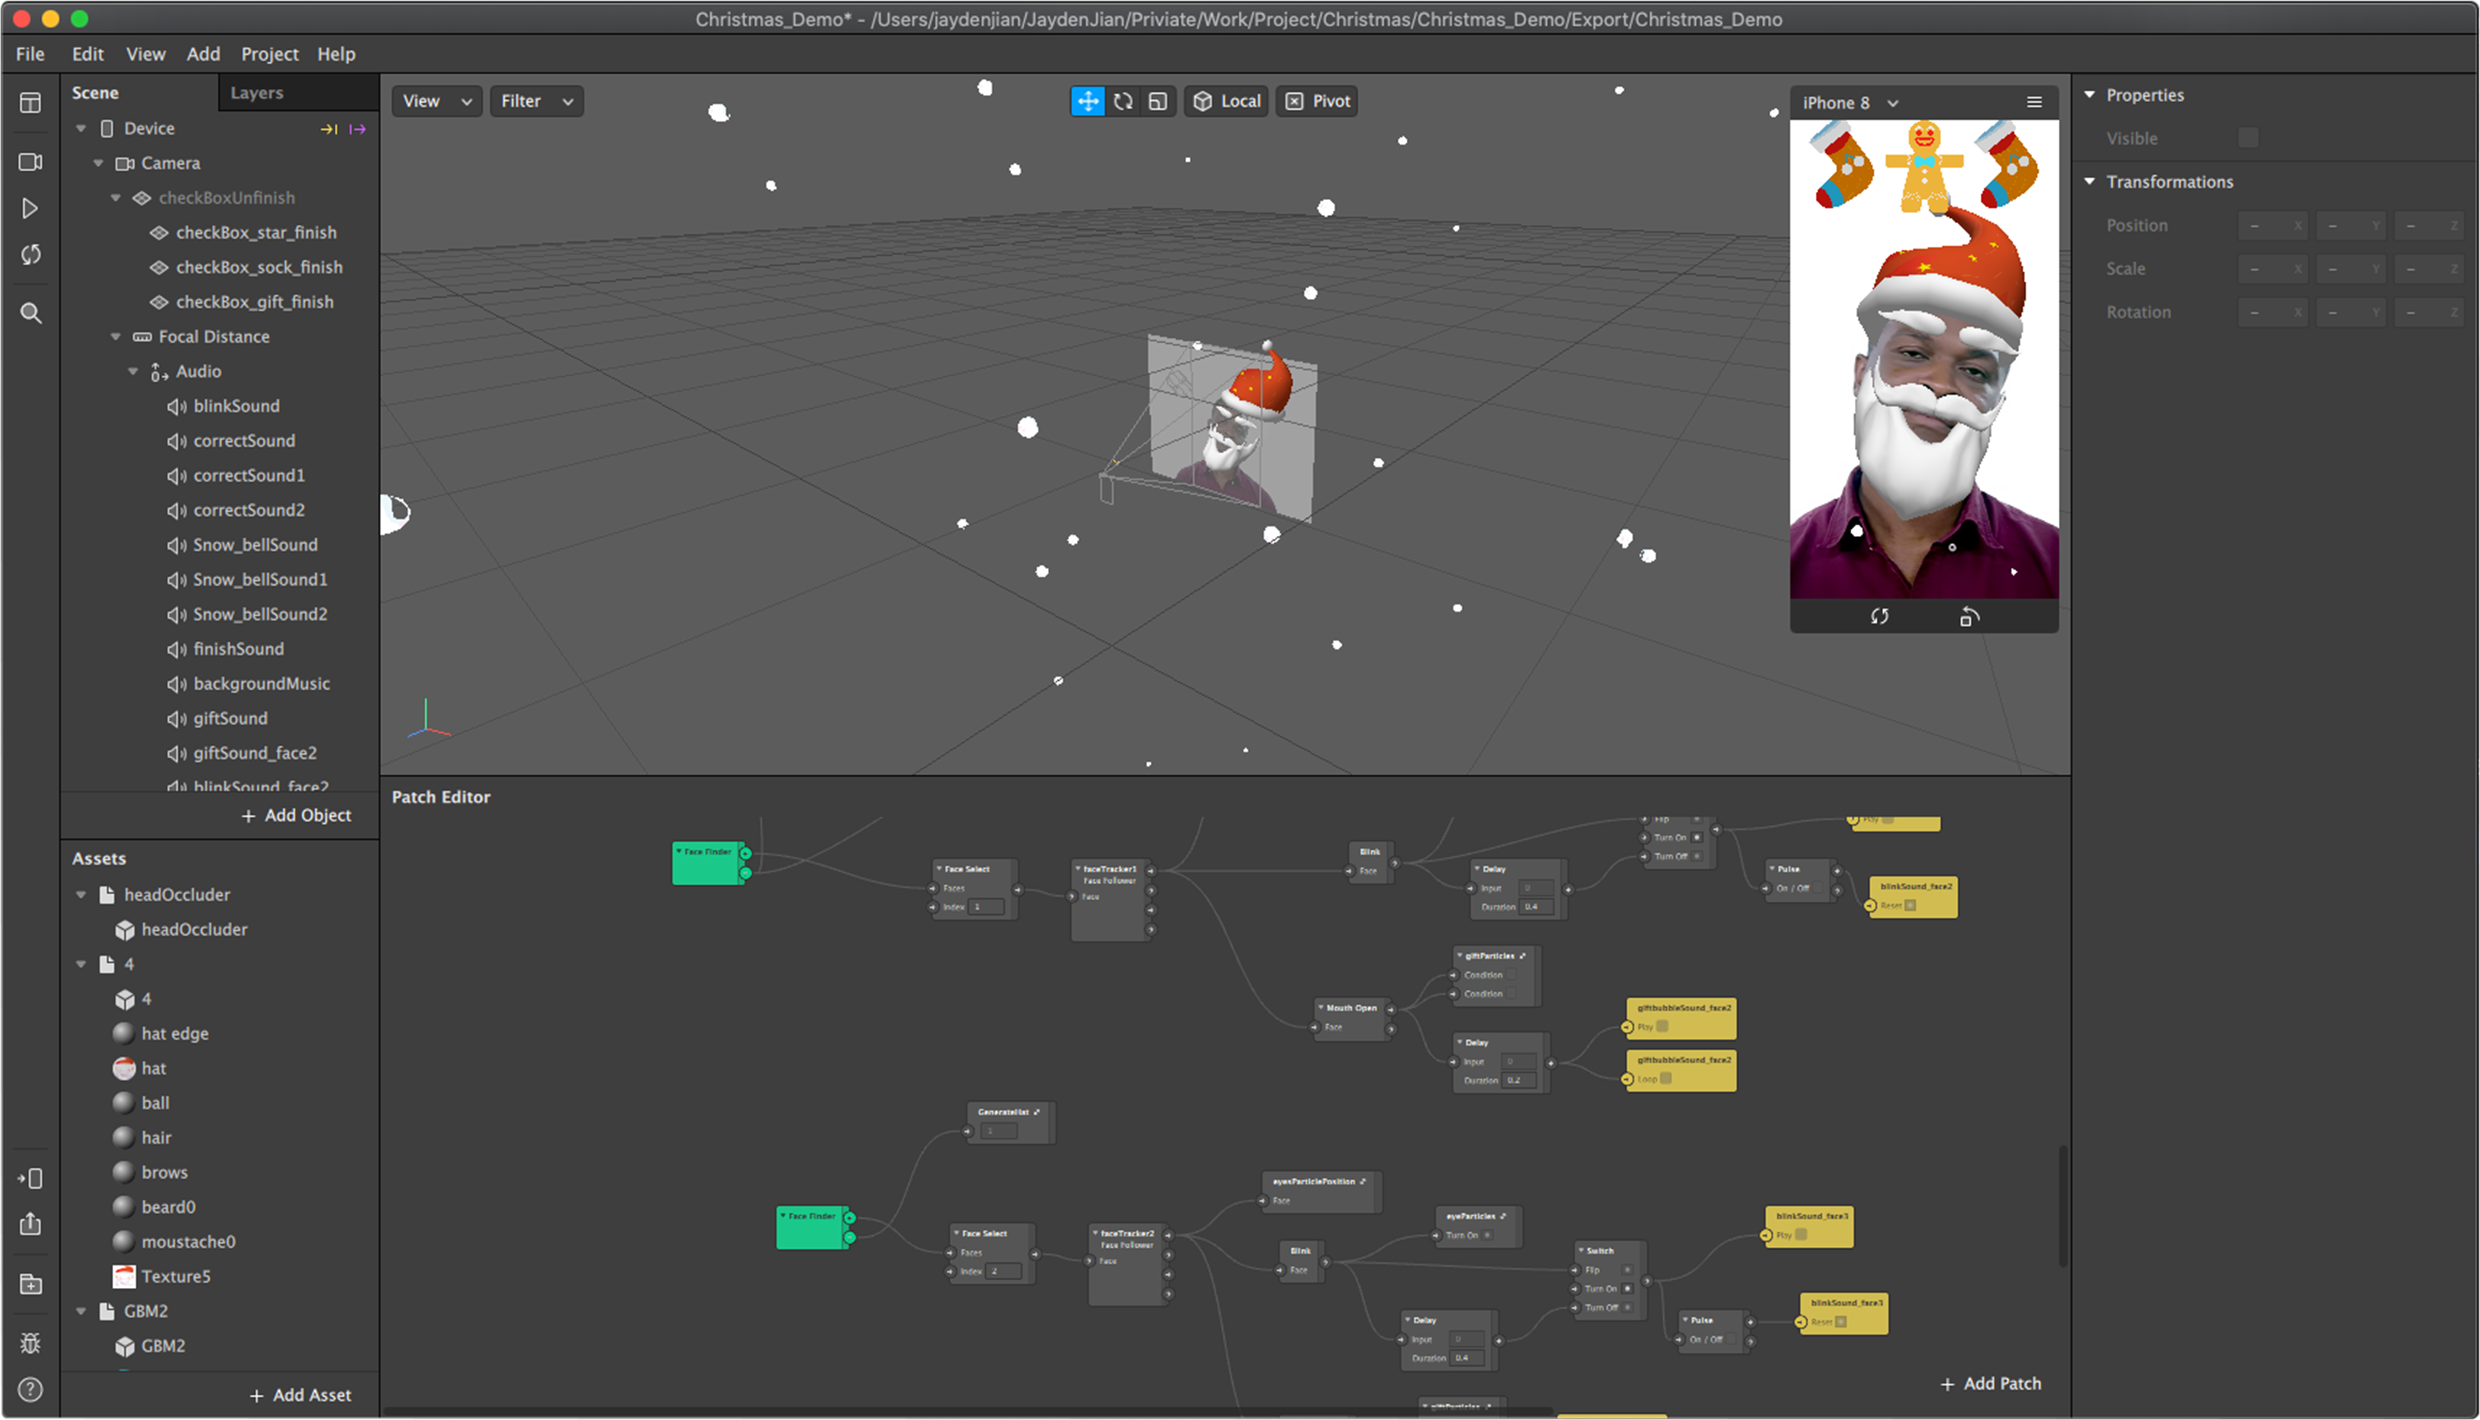 Christmas_Demo* - /Users/jaydenjian/JaydenJian/Priviate/Work/Project/Christmas/Christmas_Demo/Export/Christmas_Demo
File Edit View Add Project Help
Scene Layers
Device
Camera
checkBoxUnfinish
checkBox_star_finish
checkBox_sock_finish
checkBox_gift_finish
Focal Distance
Audio
blinkSound
correctSound
correctSound1
correctSound2
Snow_bellSound
Snow_bellSound1
Snow_bellSound2
finishSound
backgroundMusic
giftSound
giftSound_face2
blinkSound_face2
+ Add Object
Assets
headOccluder
headOccluder
4
4
hat edge
hat
ball
hair
brows
beard0
moustache0
Texture5
GBM2
GBM2
+ Add Asset
View Filter
Local Pivot
iPhone 8
Properties
Visible
Transformations
Position - X - Y - Z
Scale - X - Y - Z
Rotation - X - Y - Z
Patch Editor
Face Finder
Face Select
Faces
Index 1
faceTracker1
Face Follower
Face
Blink
Face
Delay
Input 0
Duration 0.4
Flip
Turn On
Turn Off
Play
Pulse
On / Off
blinkSound_face2
Reset
giftParticles
Condition
Condition
Mouth Open
Face
Delay
Input 0
Duration 0.2
giftbubbleSound_face2
Play
giftbubbleSound_face2
Loop
GenerateHat
1
Face Finder
Face Select
Faces
Index 2
faceTracker2
Face Follower
Face
eyesParticlePosition
Face
Blink
Face
eyeParticles
Turn On
Switch
Flip
Turn On
Turn Off
Delay
Input 0
Duration 0.4
blinkSound_face3
Play
Pulse
On / Off
blinkSound_face3
Reset
giftParticles
+ Add Patch